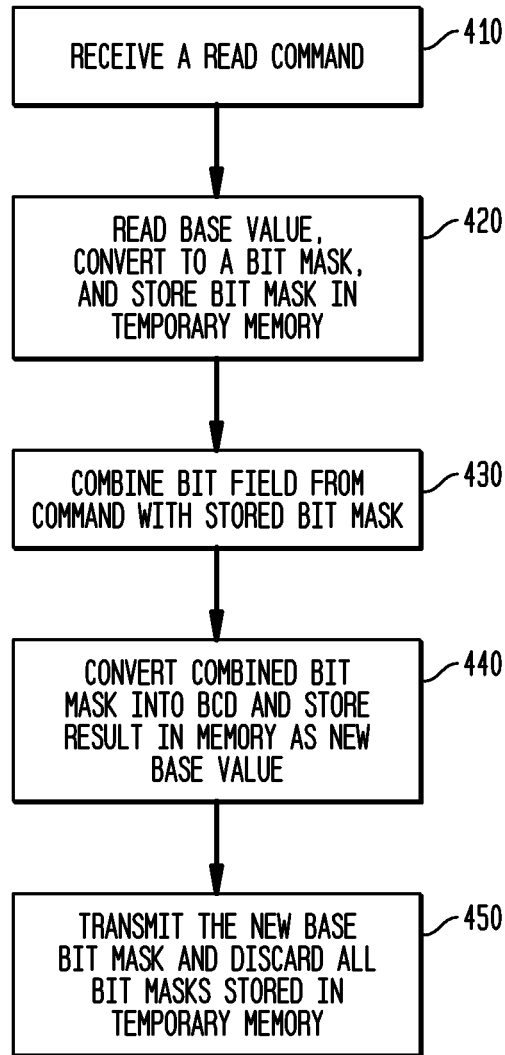 RECEIVE A READ COMMAND
410
READ BASE VALUE,
CONVERT TO A BIT MASK,
AND STORE BIT MASK IN
TEMPORARY MEMORY
420
COMBINE BIT FIELD FROM
COMMAND WITH STORED BIT MASK
430
CONVERT COMBINED BIT
MASK INTO BCD AND STORE
RESULT IN MEMORY AS NEW
BASE VALUE
440
TRANSMIT THE NEW BASE
BIT MASK AND DISCARD ALL
BIT MASKS STORED IN
TEMPORARY MEMORY
450